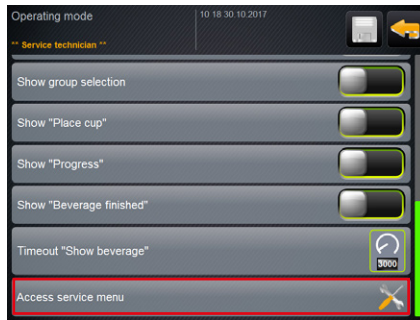 Operating mode
10 18 30.10.2017
** Service technician **
Show group selection
Show "Place cup"
Show "Progress"
Show "Beverage finished"
Timeout "Show beverage"
3000
Access service menu